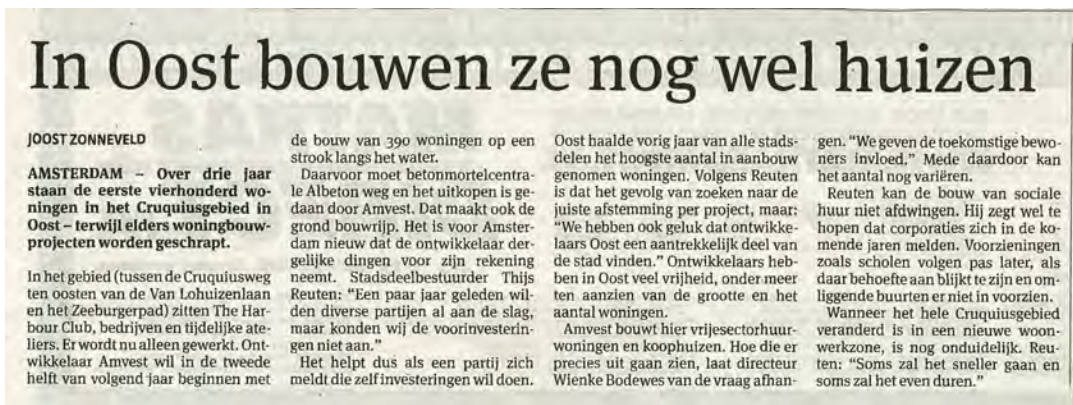 In Oost bouwen ze nog wel huizen
JOOST ZONNEVELD
AMSTERDAM – Over drie jaar
staan de eerste vierhonderd wo-
ningen in het Cruquiusgebied in
Oost – terwijl elders woningbouw-
projecten worden geschrapt.
In het gebied (tussen de Cruquiusweg
ten oosten van de Van Lohuizenlaan
en het Zeeburgerpad) zitten The Har-
bour Club, bedrijven en tijdelijke ate-
liers. Er wordt nu alleen gewerkt. Ont-
wikkelaar Amvest wil in de tweede
helft van volgend jaar beginnen met
de bouw van 390 woningen op een
strook langs het water.
Daarvoor moet betonmortelcentra-
le Albeton weg en het uitkopen is ge-
daan door Amvest. Dat maakt ook de
grond bouwrijp. Het is voor Amster-
dam nieuw dat de ontwikkelaar der-
gelijke dingen voor zijn rekening
neemt. Stadsdeelbestuurder Thijs
Reuten: “Een paar jaar geleden wil-
den diverse partijen al aan de slag,
maar konden wij de voorinvesterin-
gen niet aan.”
Het helpt dus als een partij zich
meldt die zelf investeringen wil doen.
Oost haalde vorig jaar van alle stads-
delen het hoogste aantal in aanbouw
genomen woningen. Volgens Reuten
is dat het gevolg van zoeken naar de
juiste afstemming per project, maar:
“We hebben ook geluk dat ontwikke-
laars Oost een aantrekkelijk deel van
de stad vinden.” Ontwikkelaars heb-
ben in Oost veel vrijheid, onder meer
ten aanzien van de grootte en het
aantal woningen.
Amvest bouwt hier vrijesectorhuur-
woningen en koophuizen. Hoe die er
precies uit gaan zien, laat directeur
Wienke Bodewes van de vraag afhan-
gen. “We geven de toekomstige bewo-
ners invloed.” Mede daardoor kan
het aantal nog variëren.
Reuten kan de bouw van sociale
huur niet afdwingen. Hij zegt wel te
hopen dat corporaties zich in de ko-
mende jaren melden. Voorzieningen
zoals scholen volgen pas later, als
daar behoefte aan blijkt te zijn en om-
liggende buurten er niet in voorzien.
Wanneer het hele Cruquiusgebied
veranderd is in een nieuwe woon-
werkzone, is nog onduidelijk. Reu-
ten: “Soms zal het sneller gaan en
soms zal het even duren.”